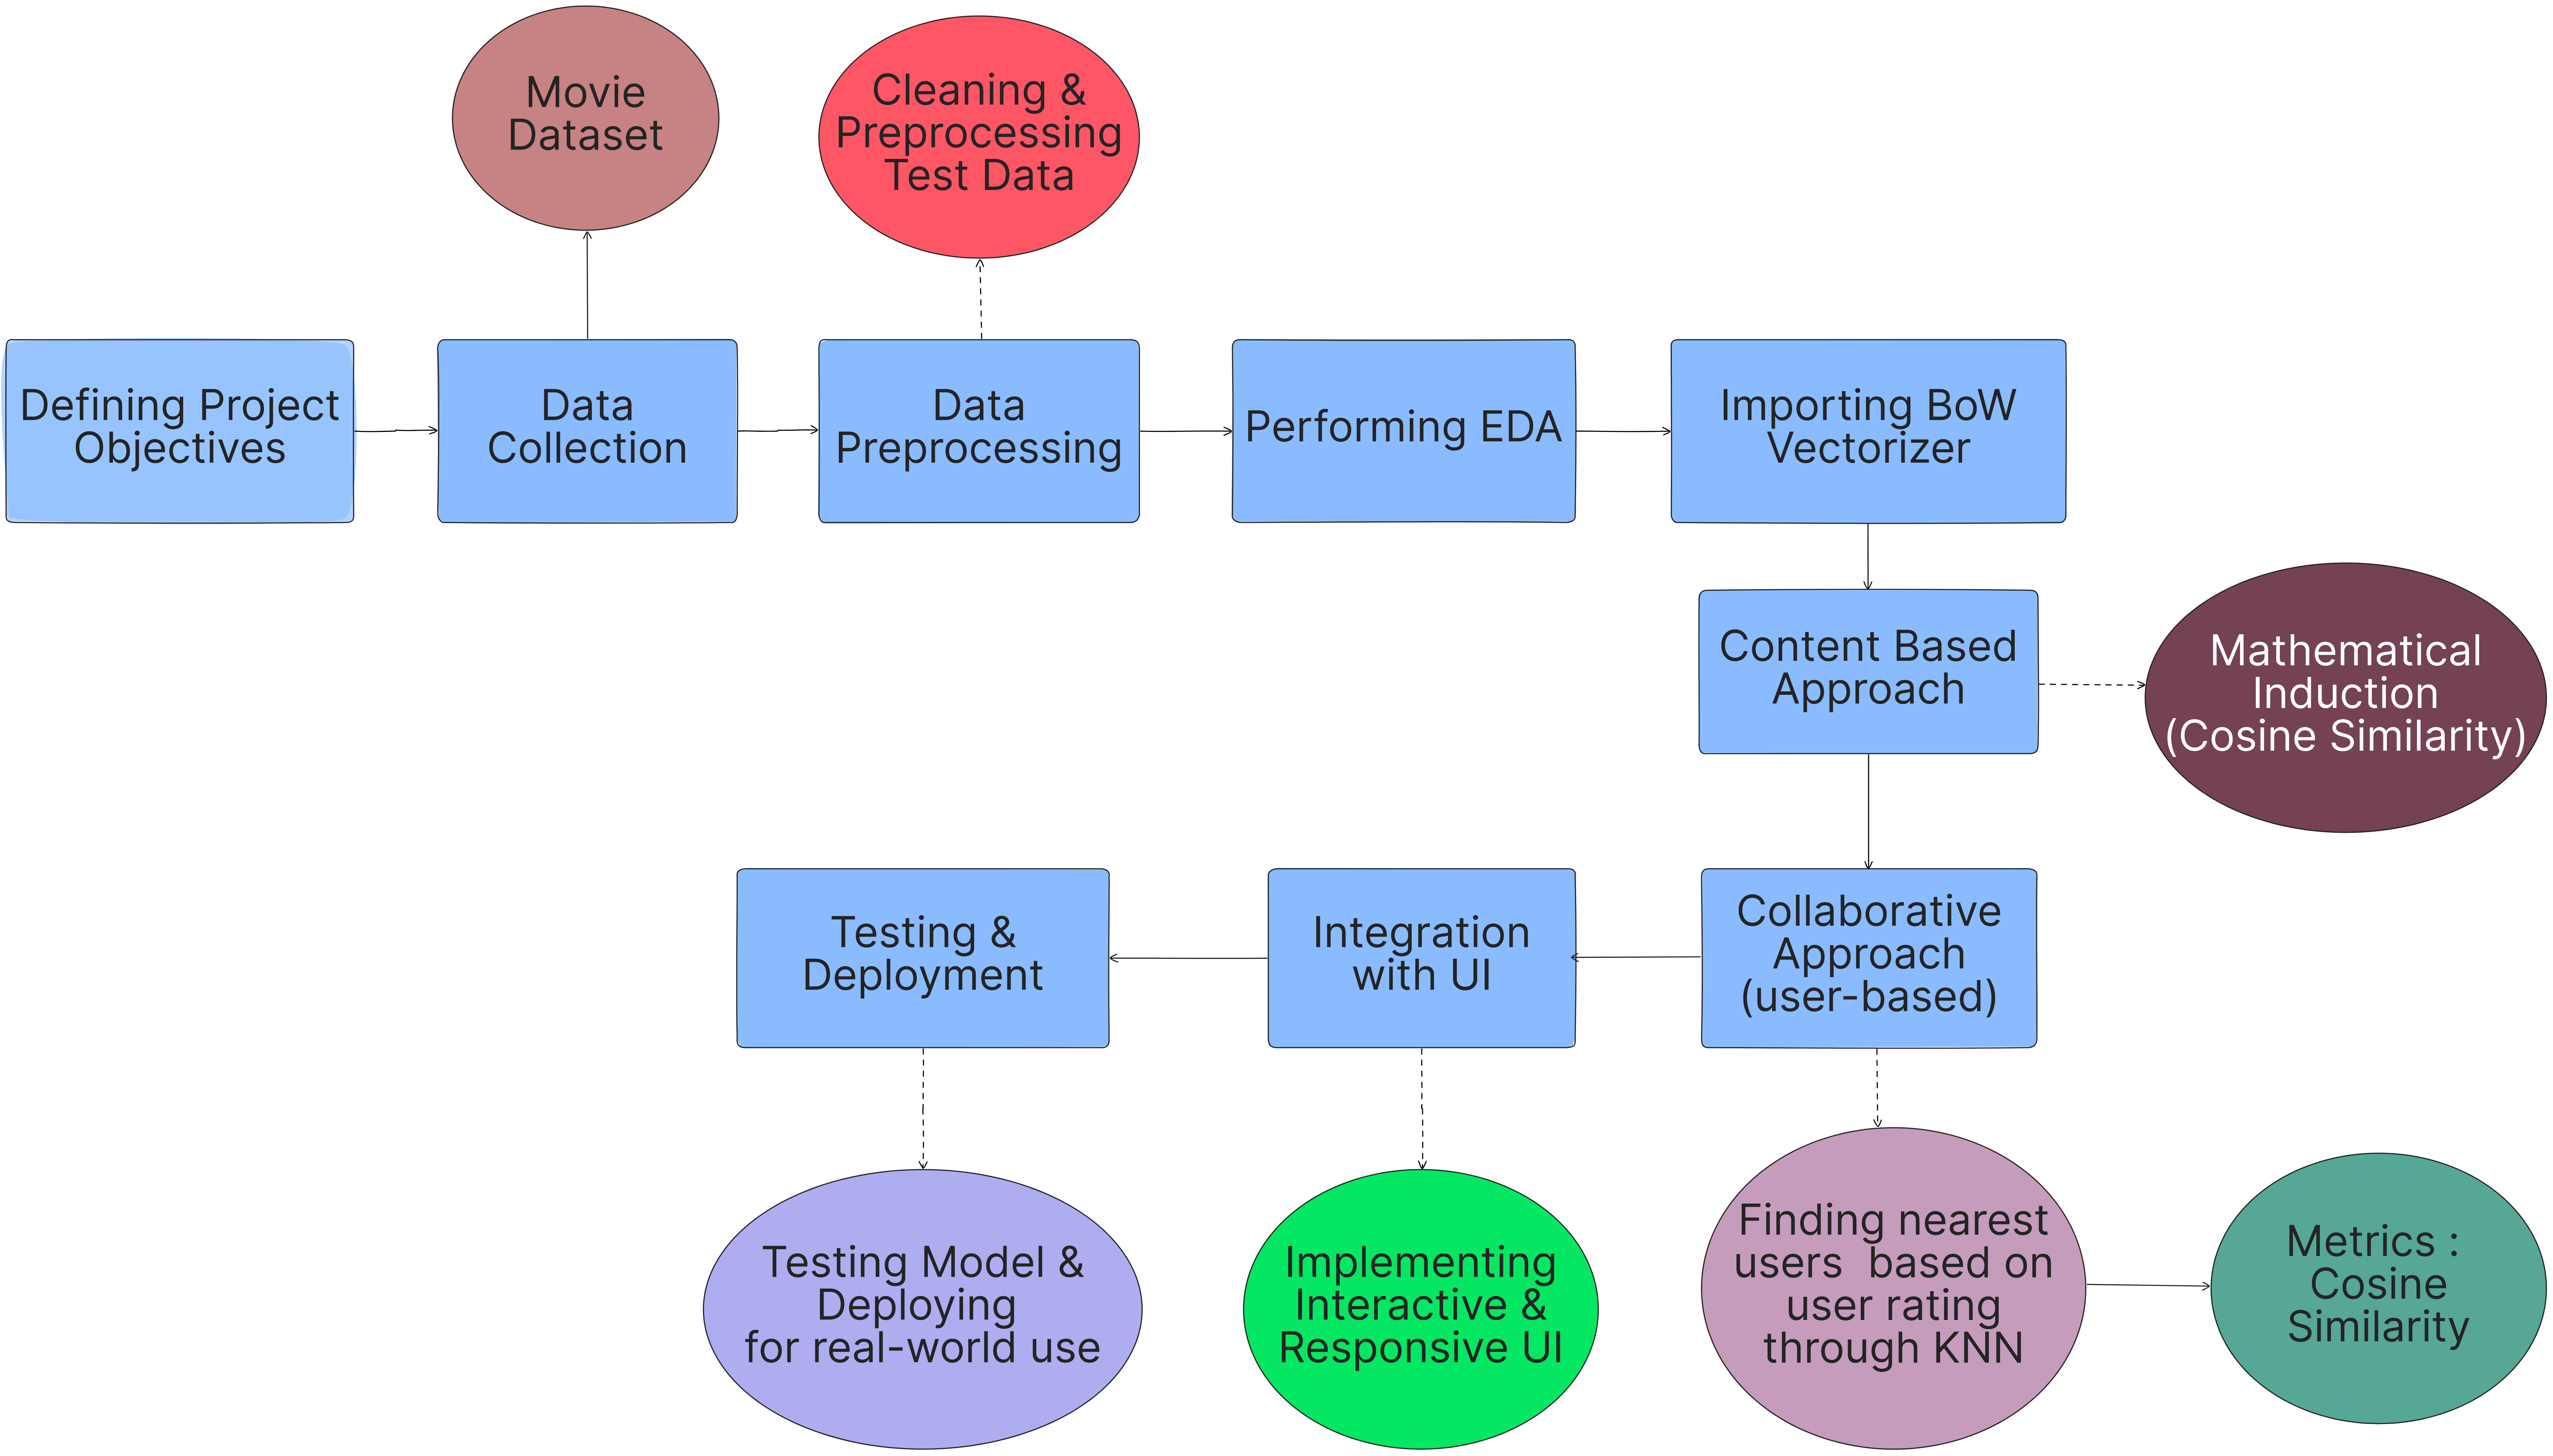 Movie
Dataset
Cleaning &
Preprocessing
Test Data
Defining Project
Objectives
Data
Collection
Data
Preprocessing
Performing EDA
Importing BoW
Vectorizer
Content Based
Approach
Mathematical
Induction
(Cosine Similarity)
Collaborative
Approach
(user-based)
Integration
with UI
Testing &
Deployment
Testing Model &
Deploying
for real-world use
Implementing
Interactive &
Responsive UI
Finding nearest
users  based on
user rating
through KNN
Metrics :
Cosine
Similarity